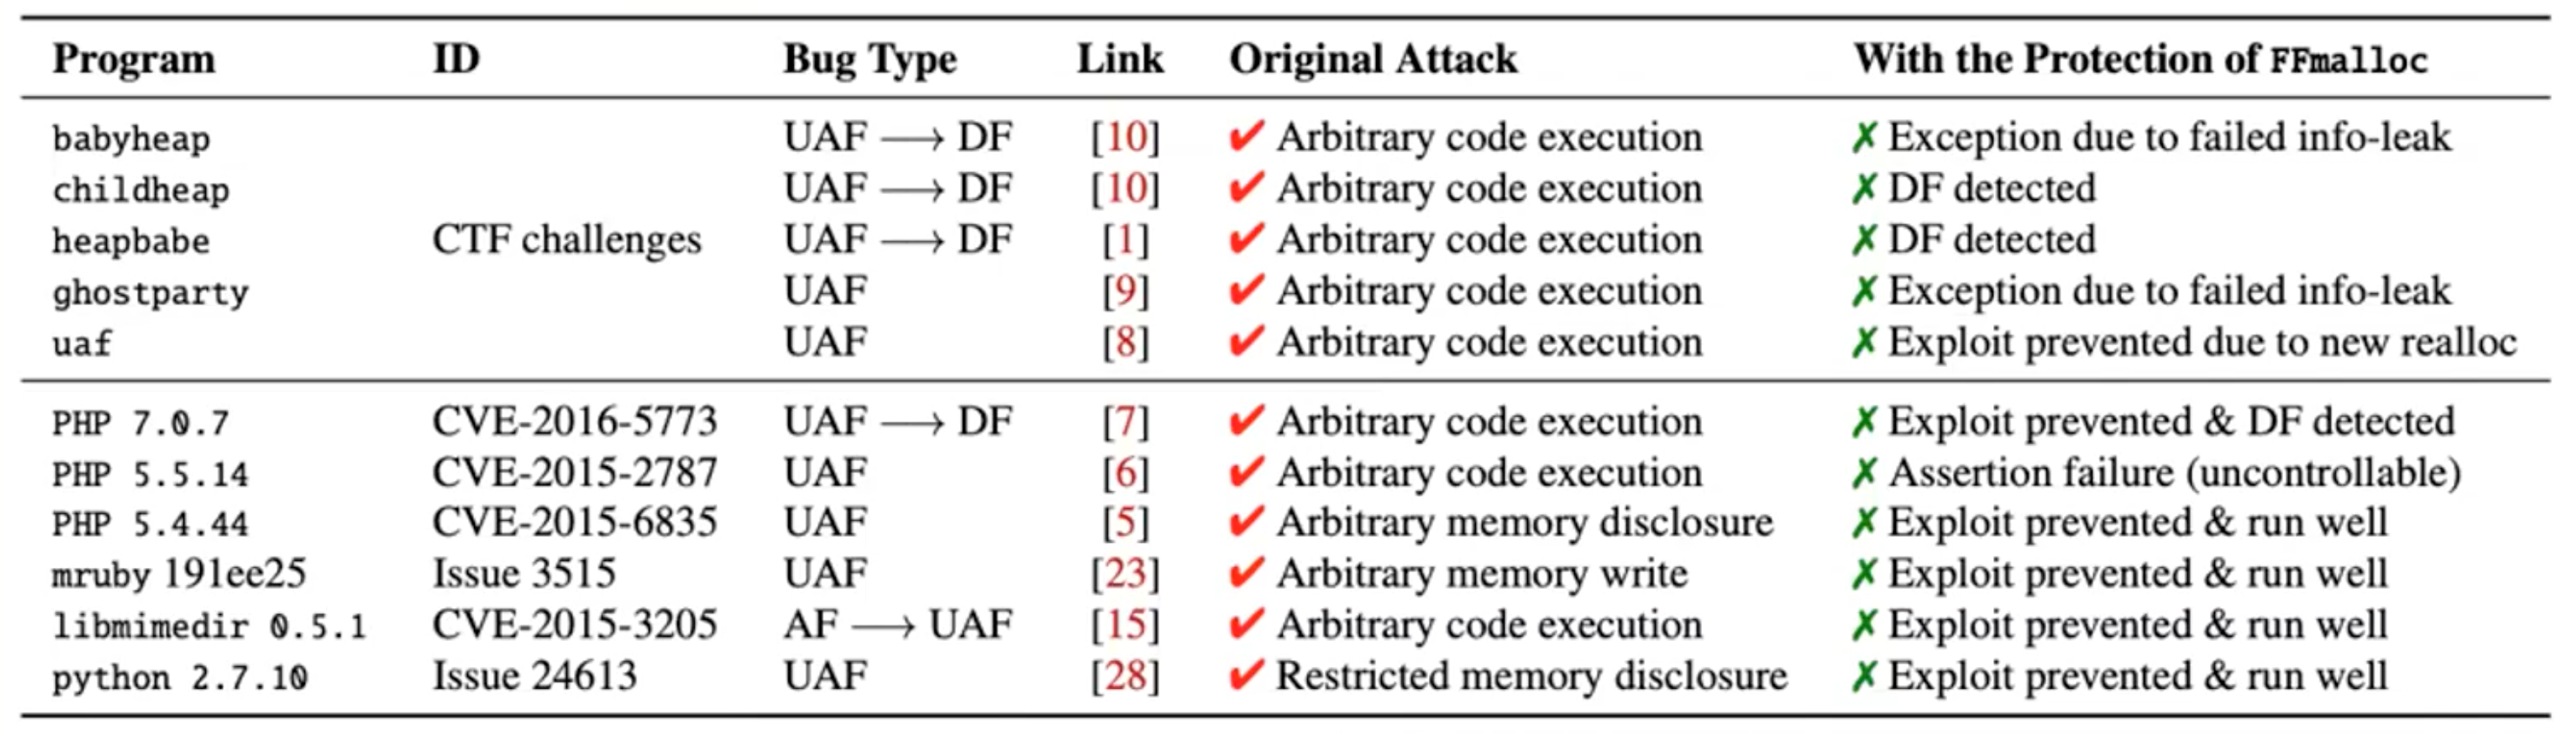 Program ID Bug Type Link Original Attack With the Protection of FFmalloc
babyheap UAF ⟶ DF [10] ✔ Arbitrary code execution ✗ Exception due to failed info-leak
childheap UAF ⟶ DF [10] ✔ Arbitrary code execution ✗ DF detected
heapbabe CTF challenges UAF ⟶ DF [1] ✔ Arbitrary code execution ✗ DF detected
ghostparty UAF [9] ✔ Arbitrary code execution ✗ Exception due to failed info-leak
uaf UAF [8] ✔ Arbitrary code execution ✗ Exploit prevented due to new realloc
PHP 7.0.7 CVE-2016-5773 UAF ⟶ DF [7] ✔ Arbitrary code execution ✗ Exploit prevented & DF detected
PHP 5.5.14 CVE-2015-2787 UAF [6] ✔ Arbitrary code execution ✗ Assertion failure (uncontrollable)
PHP 5.4.44 CVE-2015-6835 UAF [5] ✔ Arbitrary memory disclosure ✗ Exploit prevented & run well
mruby 191ee25 Issue 3515 UAF [23] ✔ Arbitrary memory write ✗ Exploit prevented & run well
libmimedir 0.5.1 CVE-2015-3205 AF ⟶ UAF [15] ✔ Arbitrary code execution ✗ Exploit prevented & run well
python 2.7.10 Issue 24613 UAF [28] ✔ Restricted memory disclosure ✗ Exploit prevented & run well